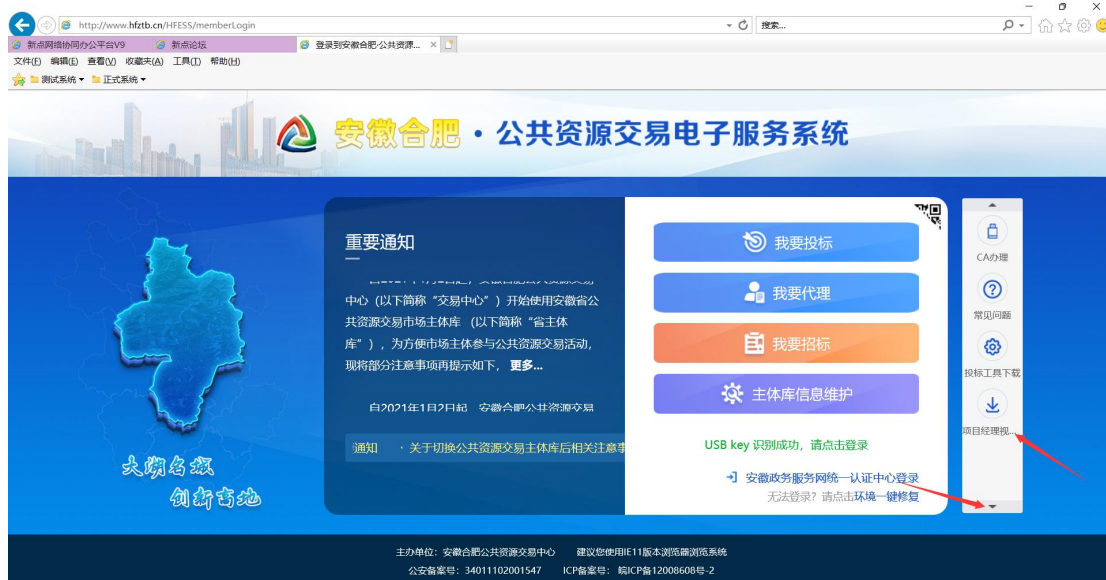 http://www.hfztb.cn/HFESS/memberLogin
搜索...
新点网络协同办公平台V9
新点论坛
登录到安徽合肥·公共资源...
文件(F) 编辑(E) 查看(V) 收藏夹(A) 工具(T) 帮助(H)
测试系统 正式系统
安徽合肥·公共资源交易电子服务系统
重要通知
中心（以下简称“交易中心”）开始使用安徽省公
共资源交易市场主体库 （以下简称“省主体
库”），为方便市场主体参与公共资源交易活动，
现将部分注意事项再提示如下， 更多...
自2021年1月2日起，安徽合肥公共资源交易
通知 · 关于切换公共资源交易主体库后相关注意事
我要投标
我要代理
我要招标
主体库信息维护
USB key 识别成功，请点击登录
安徽政务服务网统一认证中心登录
无法登录？请点击环境一键修复
CA办理
常见问题
投标工具下载
项目经理视...
大湖名城
创新高地
主办单位：安徽合肥公共资源交易中心 建议您使用IE11版本浏览器浏览系统
公安备案号：34011102001547 ICP备案号：皖ICP备12008608号-2